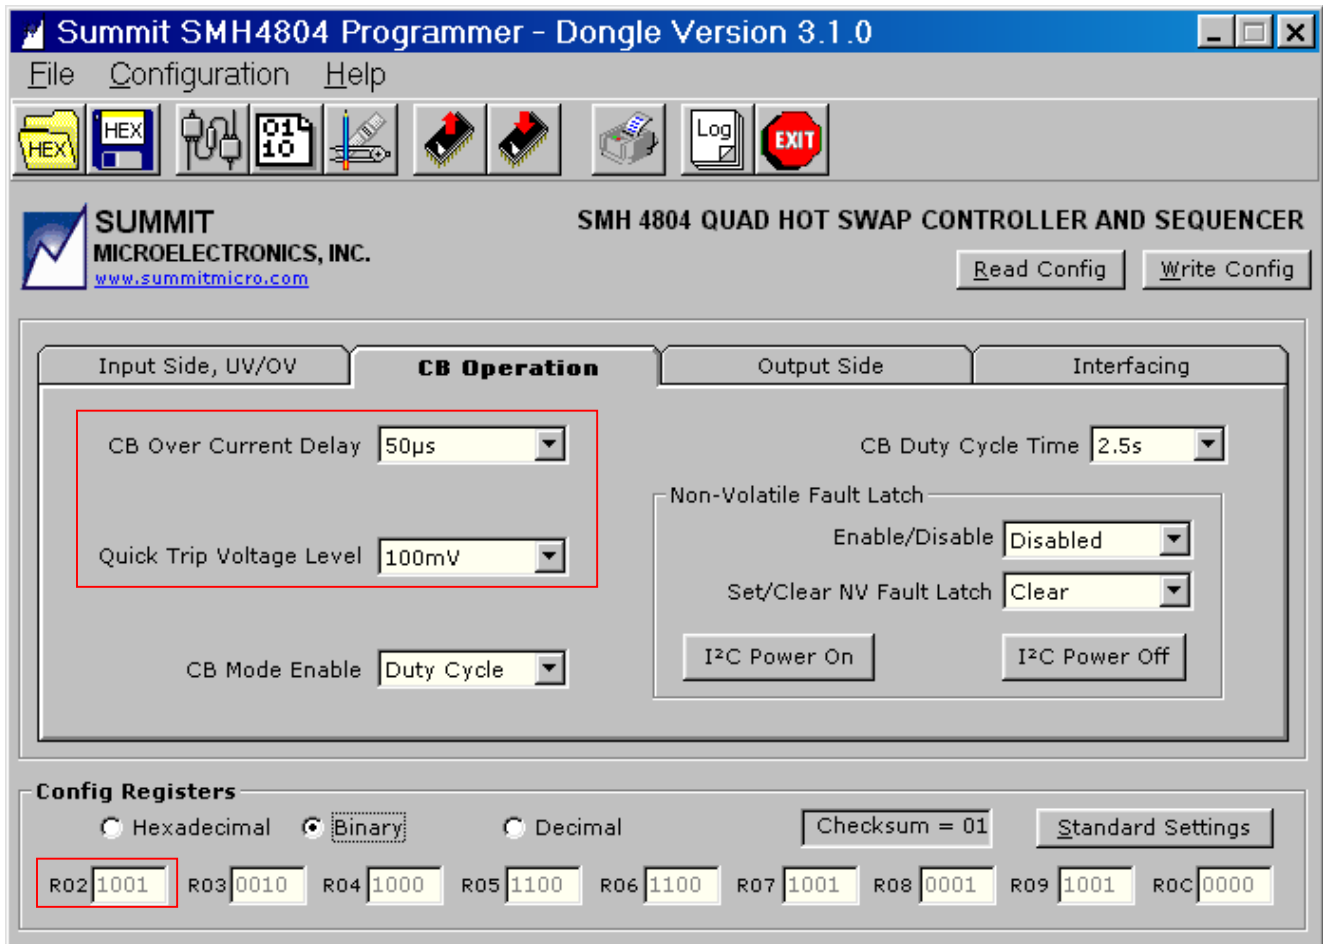 Summit SMH4804 Programmer - Dongle Version 3.1.0
File Configuration Help
HEX HEX 01 10 Log EXIT
SUMMIT
MICROELECTRONICS, INC.
www.summitmicro.com
SMH 4804 QUAD HOT SWAP CONTROLLER AND SEQUENCER
Read Config Write Config
Input Side, UV/OV CB Operation Output Side Interfacing
CB Over Current Delay 50µs CB Duty Cycle Time 2.5s
Non-Volatile Fault Latch
Enable/Disable Disabled
Quick Trip Voltage Level 100mV
Set/Clear NV Fault Latch Clear
CB Mode Enable Duty Cycle
I²C Power On I²C Power Off
Config Registers
Hexadecimal Binary Decimal Checksum = 01 Standard Settings
R02 1001 R03 0010 R04 1000 R05 1100 R06 1100 R07 1001 R08 0001 R09 1001 R0C 0000